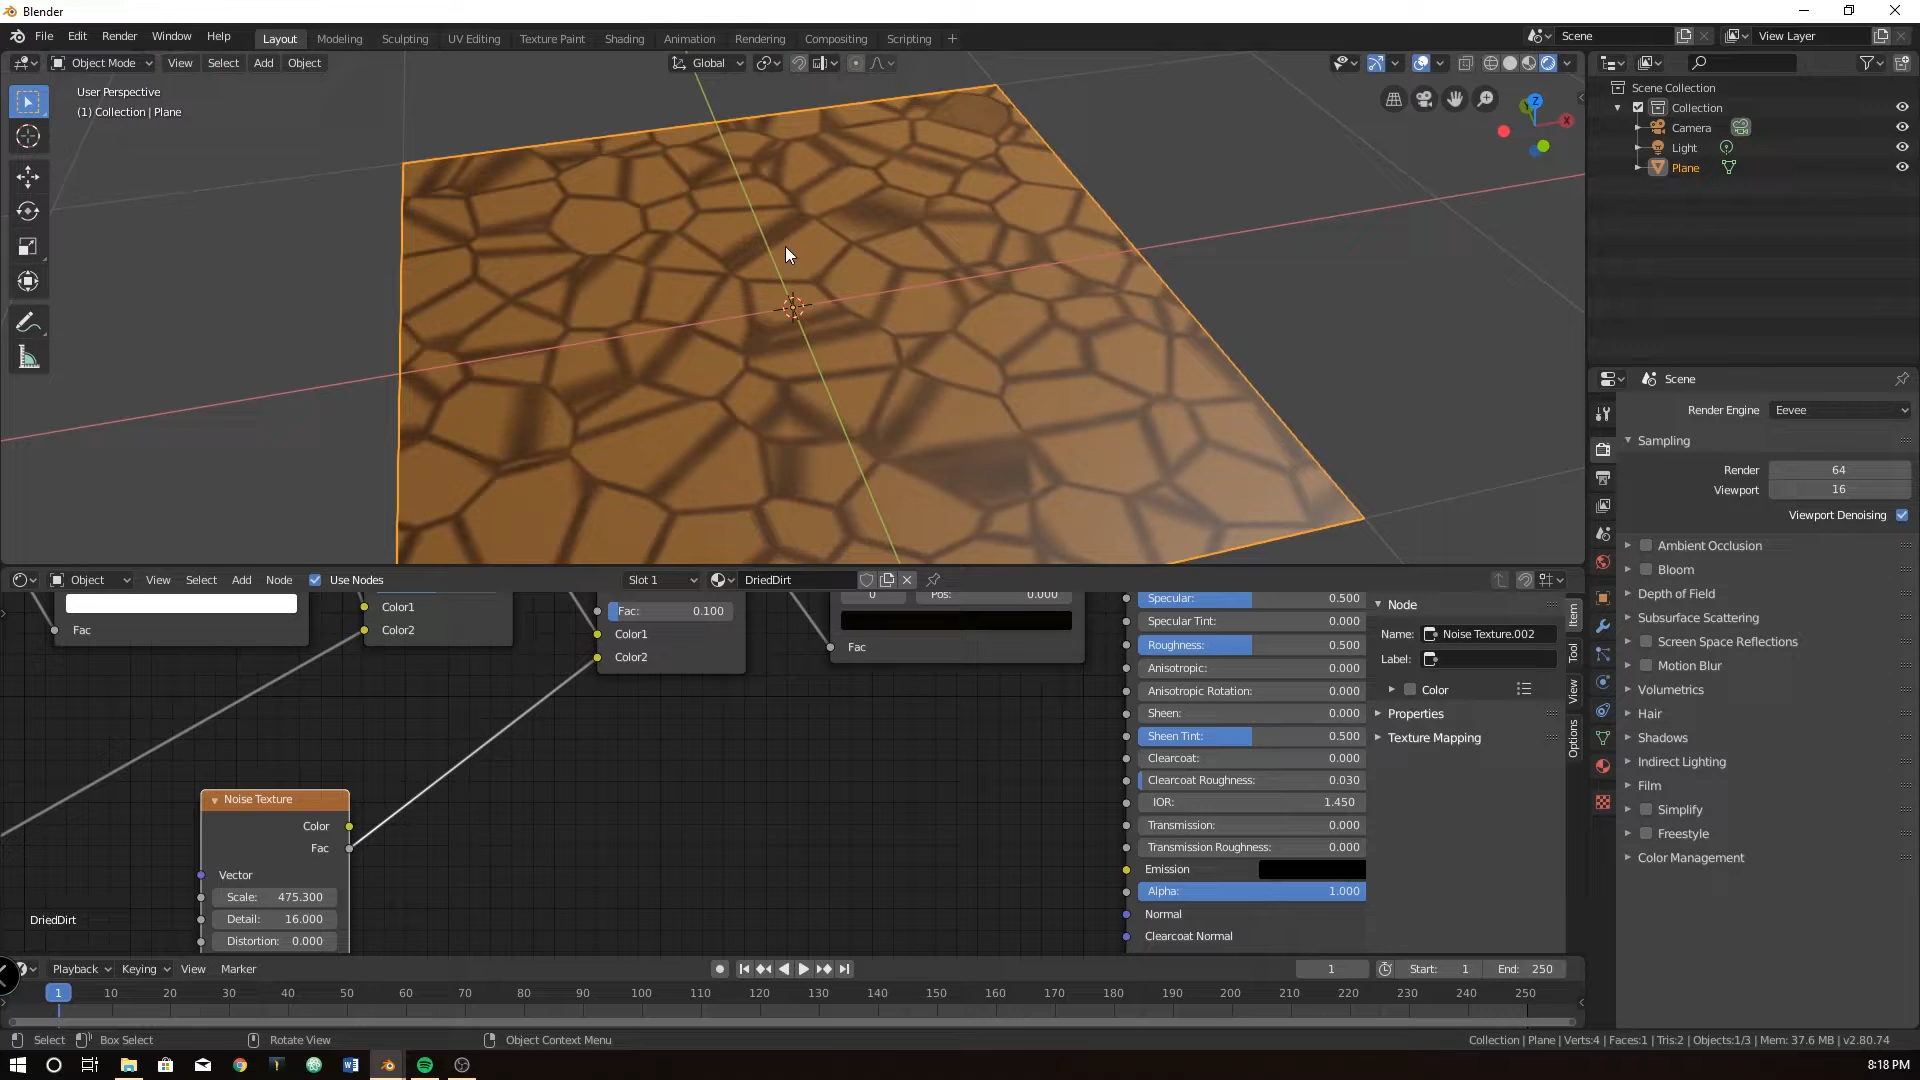 Blender
File Edit Render Window Help Layout Modeling Sculpting UV Editing Texture Paint Shading Animation Rendering Compositing Scripting + Scene View Layer
Object Mode View Select Add Object Global
User Perspective
(1) Collection | Plane
Z
X
Scene Collection
Collection
Camera
Light
Plane
Scene
Render Engine Eevee
Sampling
Render 64
Viewport 16
Viewport Denoising
Ambient Occlusion
Bloom
Depth of Field
Subsurface Scattering
Screen Space Reflections
Motion Blur
Volumetrics
Hair
Shadows
Indirect Lighting
Film
Simplify
Freestyle
Color Management
Object View Select Add Node Use Nodes Slot 1 DriedDirt
Fac
Color1
Color2
Fac: 0.100
Color1
Color2
0 Pos: 0.000
Fac
Specular: 0.500
Specular Tint: 0.000
Roughness: 0.500
Anisotropic: 0.000
Anisotropic Rotation: 0.000
Sheen: 0.000
Sheen Tint: 0.500
Clearcoat: 0.000
Clearcoat Roughness: 0.030
IOR: 1.450
Transmission: 0.000
Transmission Roughness: 0.000
Emission
Alpha: 1.000
Normal
Clearcoat Normal
Node
Name: Noise Texture.002
Label:
Color
Properties
Texture Mapping
Item
Tool
View
Options
Noise Texture
Color
Fac
Vector
Scale: 475.300
Detail: 16.000
Distortion: 0.000
DriedDirt
Playback Keying View Marker 1 Start: 1 End: 250
1 10 20 30 40 50 60 70 80 90 100 110 120 130 140 150 160 170 180 190 200 210 220 230 240 250
Select Box Select Rotate View Object Context Menu Collection | Plane | Verts:4 | Faces:1 | Tris:2 | Objects:1/3 | Mem: 37.6 MB | v2.80.74
8:18 PM